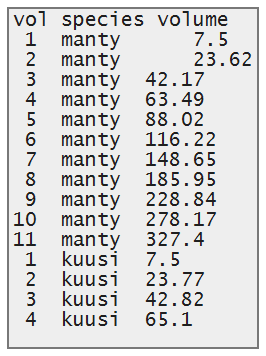 vol species volume
1 manty 7.5
2 manty 23.62
3 manty 42.17
4 manty 63.49
5 manty 88.02
6 manty 116.22
7 manty 148.65
8 manty 185.95
9 manty 228.84
10 manty 278.17
11 manty 327.4
1 kuusi 7.5
2 kuusi 23.77
3 kuusi 42.82
4 kuusi 65.1